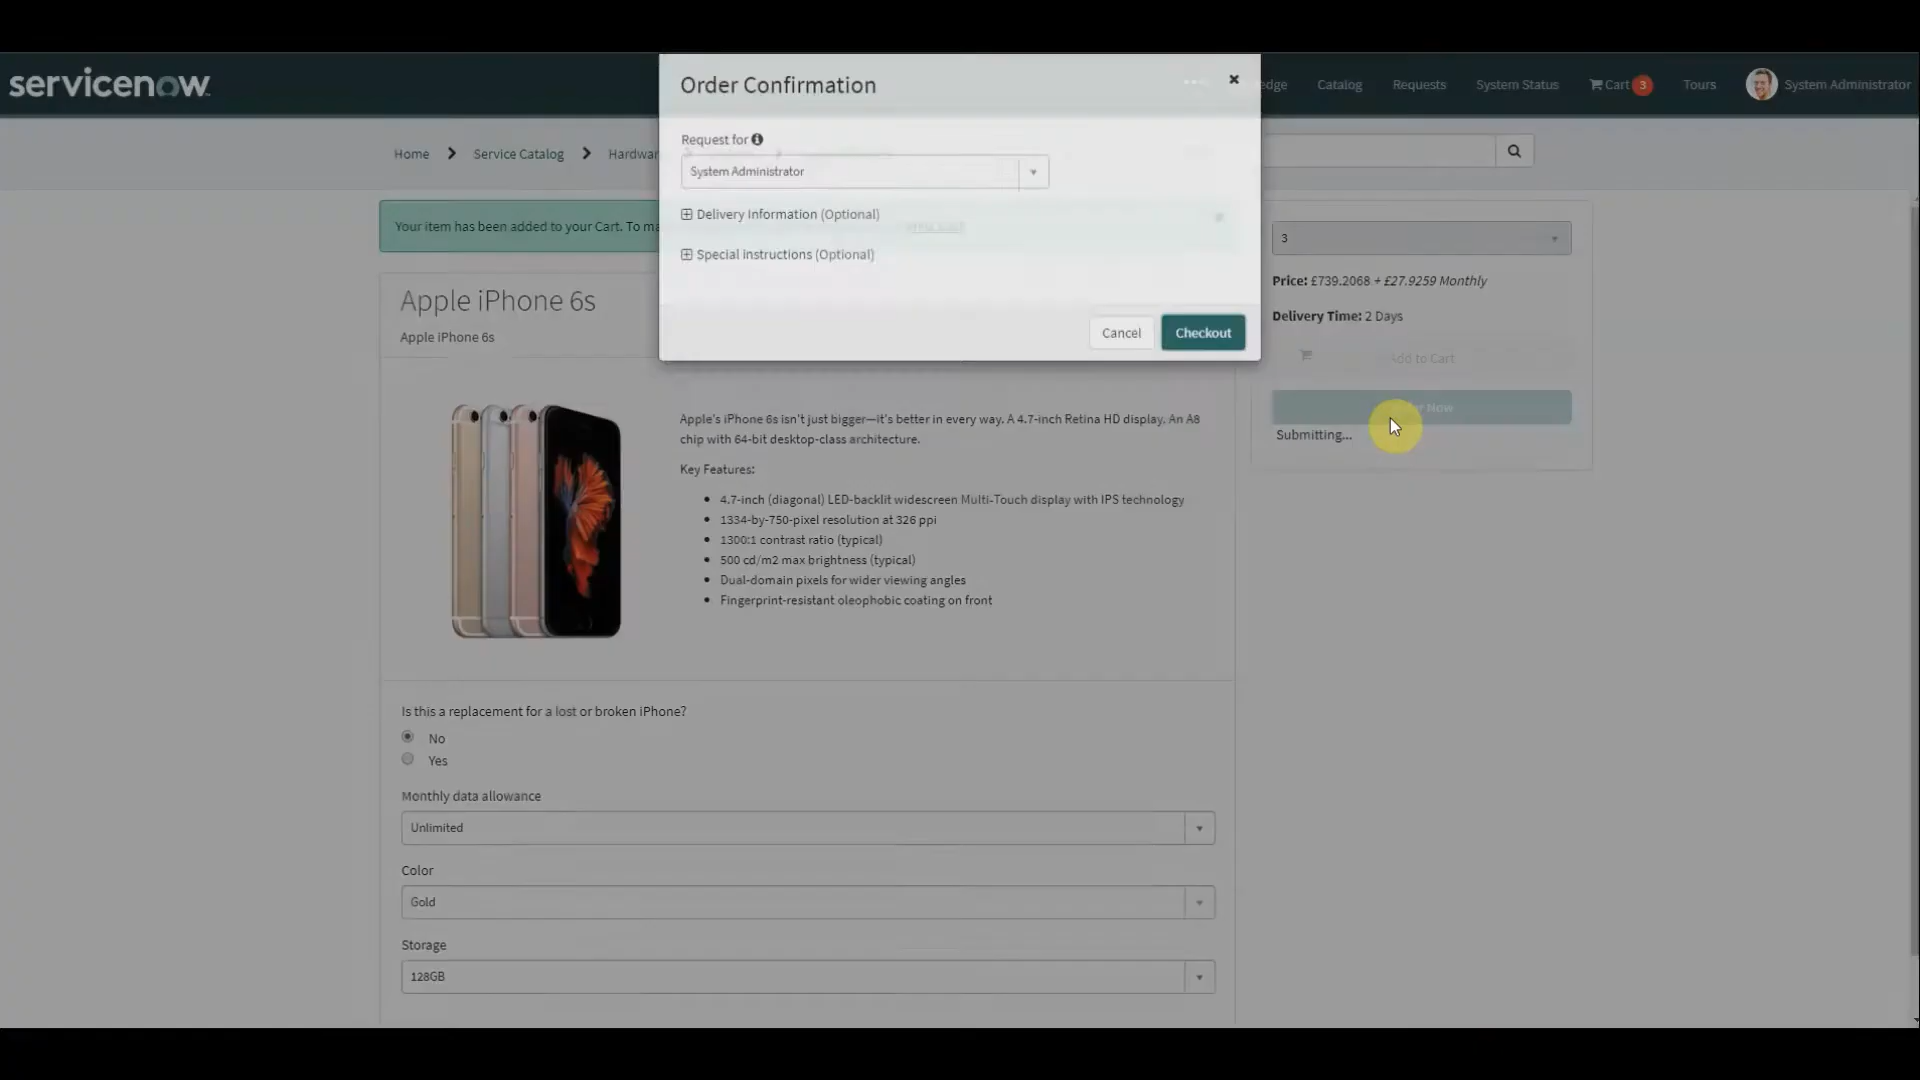 servicenow
Order Confirmation
Catalog
Requests
System Status
Cart 3
Tours
System Administrator
Request for
System Administrator
Home
Service Catalog
Your item has been added to your Cart. To
Delivery Information (Optional)
Special instructions (Optional)
Cancel
Checkout
3
Price: £739.2068 + £27.9259 Monthly
Delivery Time: 2 Days
Add to Cart
Now
Submitting...
Apple iPhone 6s
Apple iPhone 6s
Apple's iPhone 6s isn't just bigger—it's better in every way. A 4.7-inch Retina HD display. An A8
chip with 64-bit desktop-class architecture.
Key Features:
4.7-inch (diagonal) LED-backlit widescreen Multi-Touch display with IPS technology
1334-by-750-pixel resolution at 326 ppi
1300:1 contrast ratio (typical)
500 cd/m2 max brightness (typical)
Dual-domain pixels for wider viewing angles
Fingerprint-resistant oleophobic coating on front
Is this a replacement for a lost or broken iPhone?
No
Yes
Monthly data allowance
Unlimited
Color
Gold
Storage
128GB